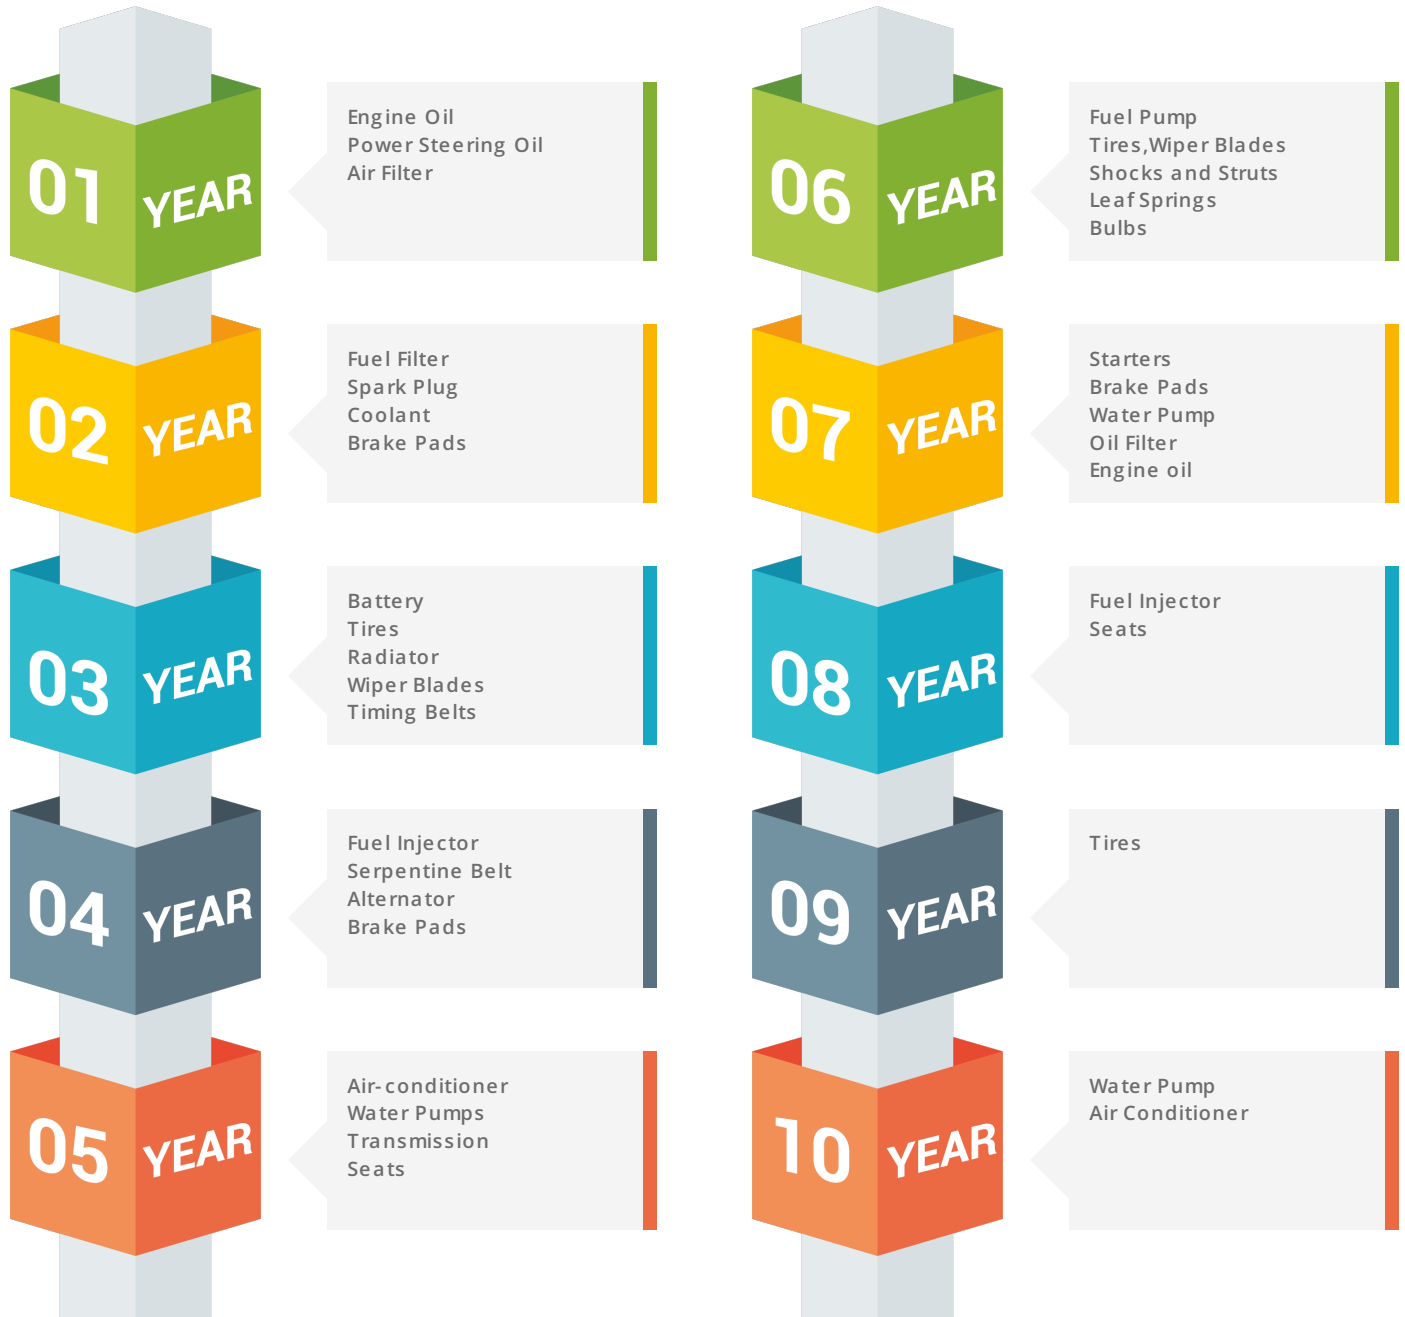 01 YEAR
Engine Oil
Power Steering Oil
Air Filter
02 YEAR
Fuel Filter
Spark Plug
Coolant
Brake Pads
03 YEAR
Battery
Tires
Radiator
Wiper Blades
Timing Belts
04 YEAR
Fuel Injector
Serpentine Belt
Alternator
Brake Pads
05 YEAR
Air-conditioner
Water Pumps
Transmission
Seats
06 YEAR
Fuel Pump
Tires,Wiper Blades
Shocks and Struts
Leaf Springs
Bulbs
07 YEAR
Starters
Brake Pads
Water Pump
Oil Filter
Engine oil
08 YEAR
Fuel Injector
Seats
09 YEAR
Tires
10 YEAR
Water Pump
Air Conditioner